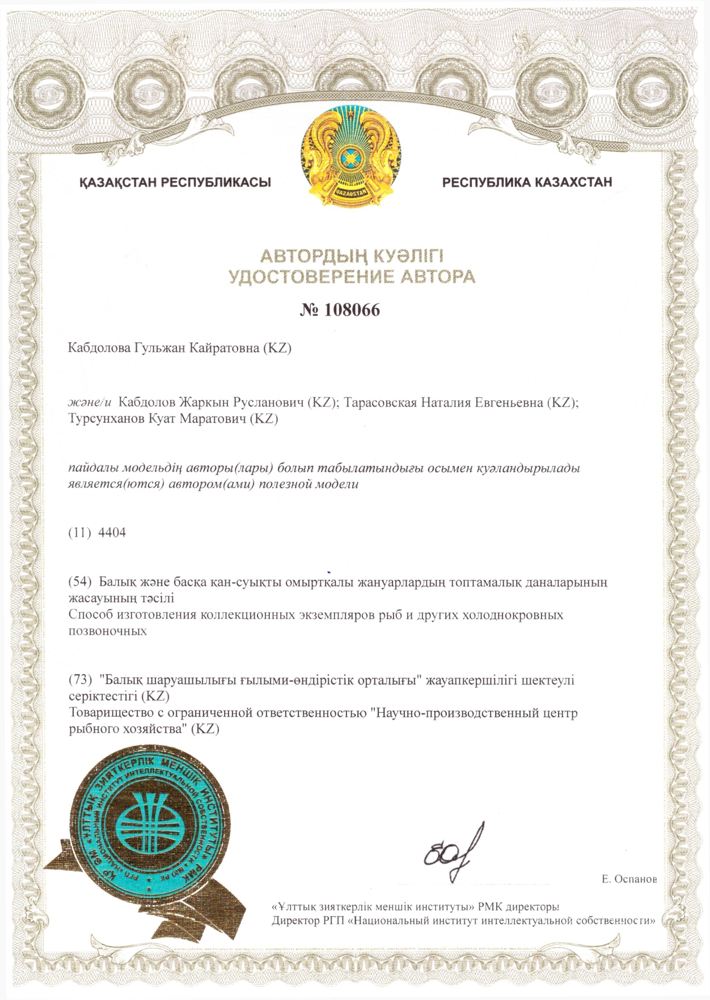 ҚАЗАҚСТАН РЕСПУБЛИКАСЫ
QAZAQSTAN
РЕСПУБЛИКА КАЗАХСТАН
АВТОРДЫҢ КУӘЛІГІ
УДОСТОВЕРЕНИЕ АВТОРА
№ 108066
Кабдолова Гульжан Кайратовна (KZ)
және/и Кабдолов Жаркын Русланович (KZ); Тарасовская Наталия Евгеньевна (KZ);
Турсунханов Куат Маратович (KZ)
пайдалы модельдің авторы(лары) болып табылатындығы осымен куәландырылады
является(ются) автором(ами) полезной модели
(11) 4404
(54) Балық және басқа қан-суықты омыртқалы жануарлардың топтамалық даналарының
жасауының тәсілі
Способ изготовления коллекционных экземпляров рыб и других холоднокровных
позвоночных
(73) "Балық шаруашылығы ғылыми-өндірістік орталығы" жауапкершілігі шектеулі
серіктестігі (KZ)
Товарищество с ограниченной ответственностью "Научно-производственный центр
рыбного хозяйства" (KZ)
ҚР ӘМ «ҰЛТТЫҚ ЗИЯТКЕРЛІК МЕНШІК ИНСТИТУТЫ» РМК
РГП «НАЦИОНАЛЬНЫЙ ИНСТИТУТ ИНТЕЛЛЕКТУАЛЬНОЙ СОБСТВЕННОСТИ» МЮ РК
Е. Оспанов
«Ұлттық зияткерлік меншік институты» РМК директоры
Директор РГП «Национальный институт интеллектуальной собственности»